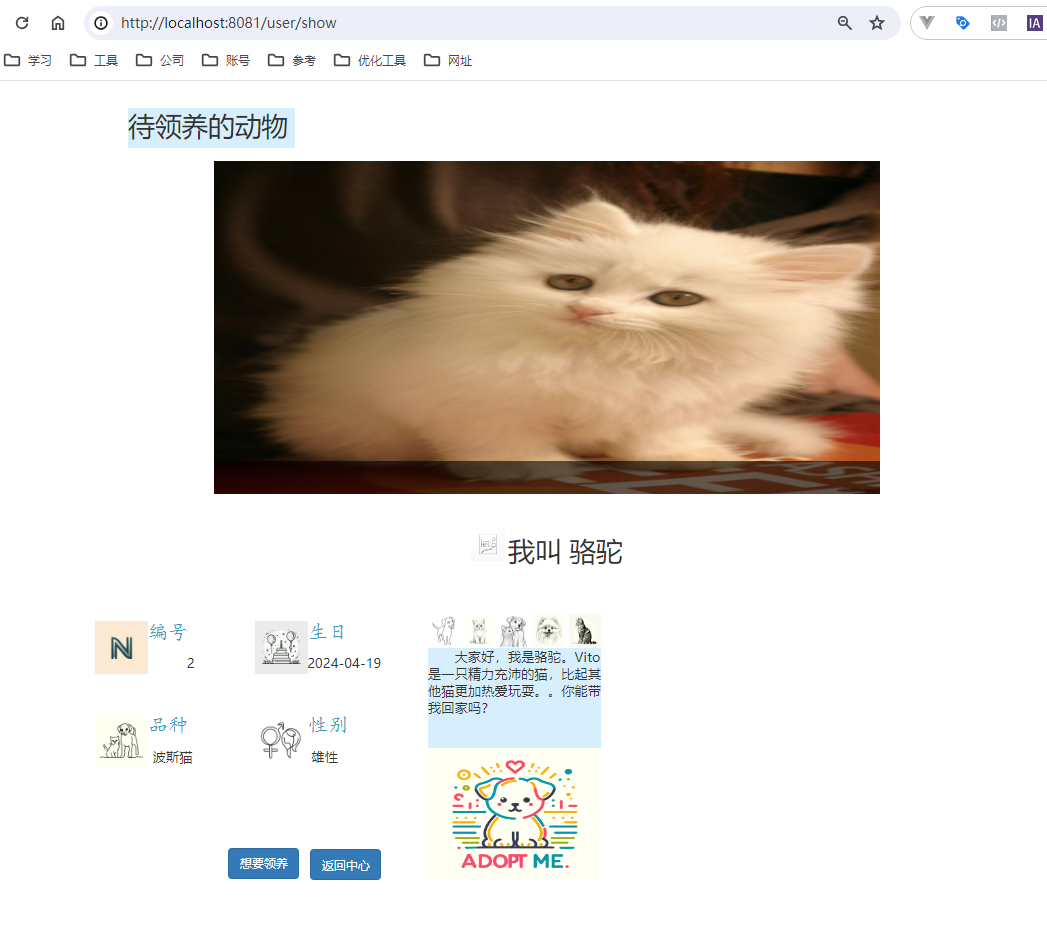 http://localhost:8081/user/show
IA
学习
工具
公司
账号
参考
优化工具
网址
待领养的动物
我叫 骆驼
N
编号
2
生日
2024-04-19
品种
波斯猫
性别
雄性
大家好，我是骆驼。Vito
是一只精力充沛的猫，比起其
他猫更加热爱玩耍。。你能带
我回家吗？
ADOPT ME.
想要领养
返回中心